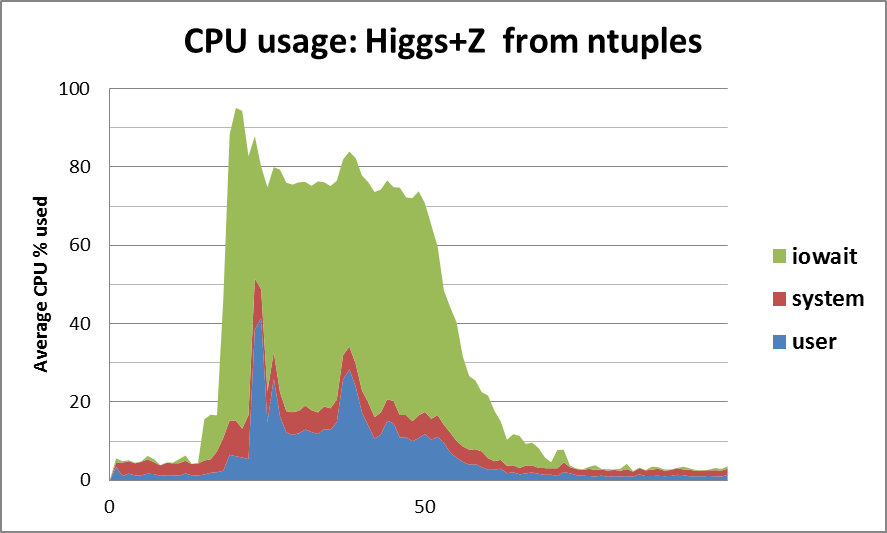 CPU usage: Higgs+Z from ntuples
Average CPU % used
100
80
60
40
20
0
0
50
iowait
system
user